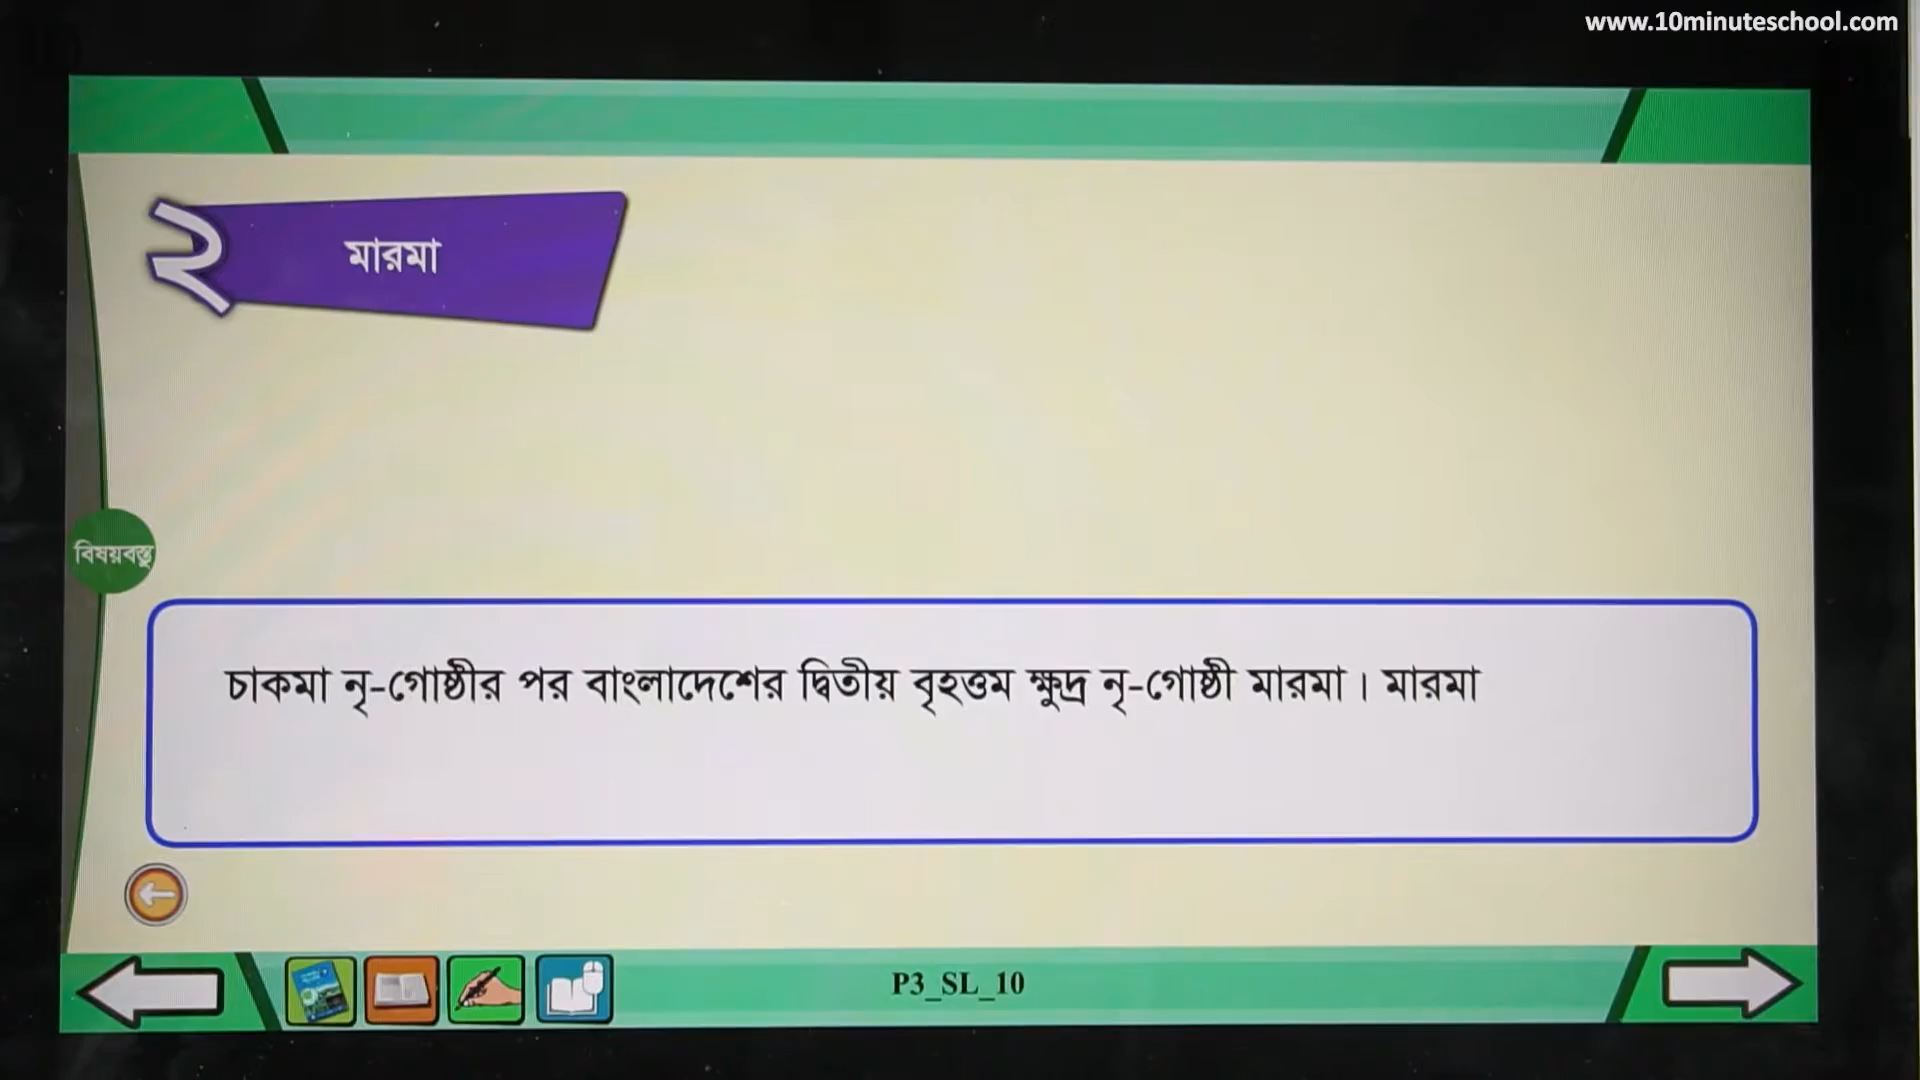 www.10minuteschool.com
২ মারমা
বিষয়বস্তু
চাকমা নৃ-গোষ্ঠীর পর বাংলাদেশের দ্বিতীয় বৃহত্তম ক্ষুদ্র নৃ-গোষ্ঠী মারমা। মারমা
P3_SL_10